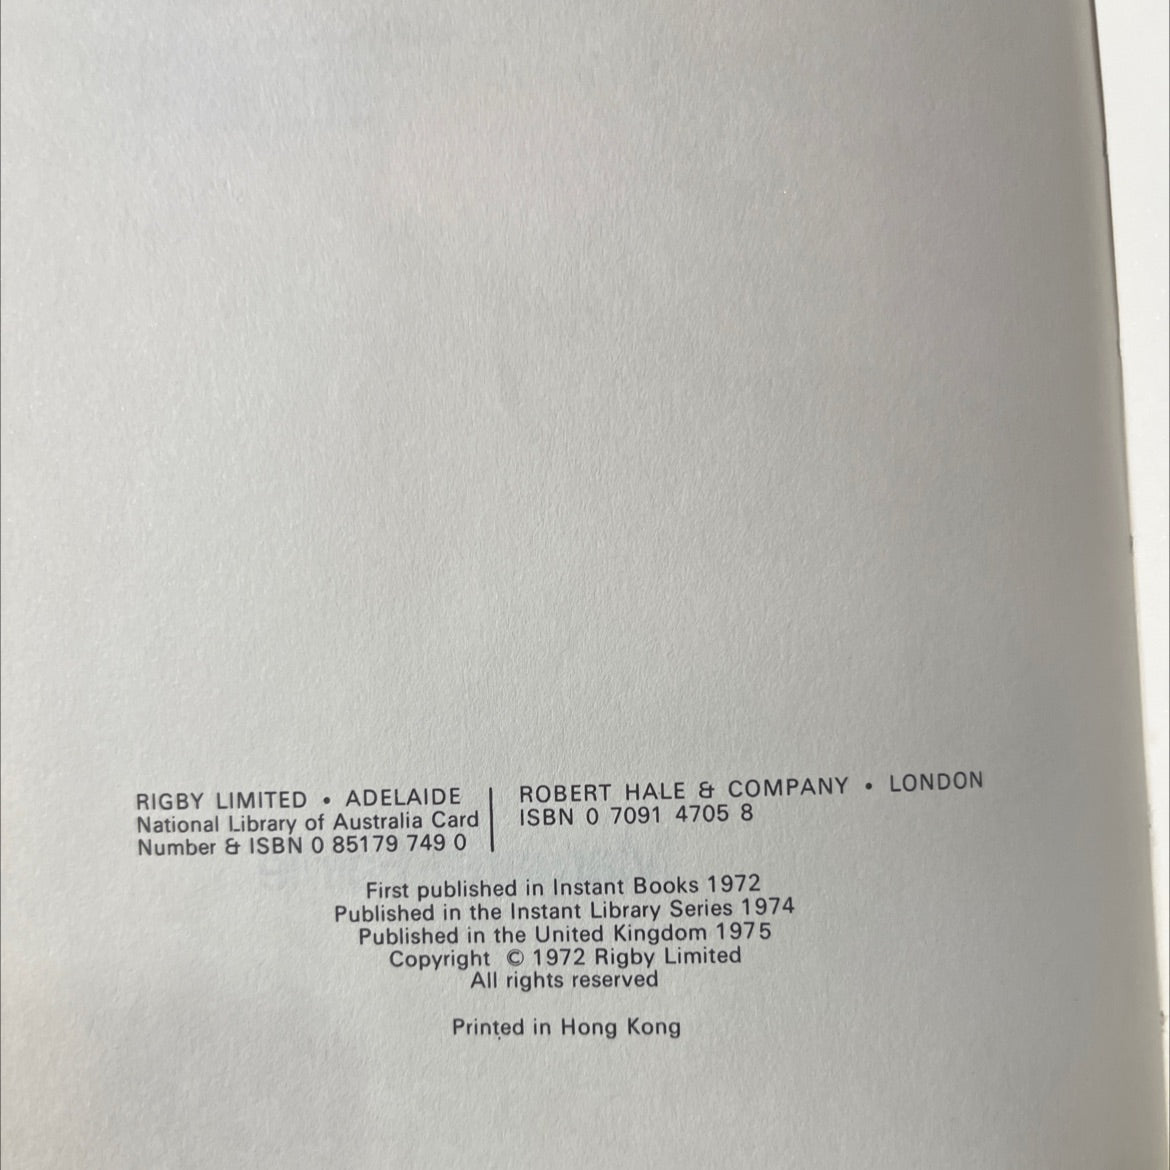 RIGBY LIMITED • ADELAIDE
National Library of Australia Card
Number & ISBN 0 85179 749 0
ROBERT HALE & COMPANY • LONDON
ISBN 0 7091 4705 8
First published in Instant Books 1972
Published in the Instant Library Series 1974
Published in the United Kingdom 1975
Copyright © 1972 Rigby Limited
All rights reserved
Printed in Hong Kong